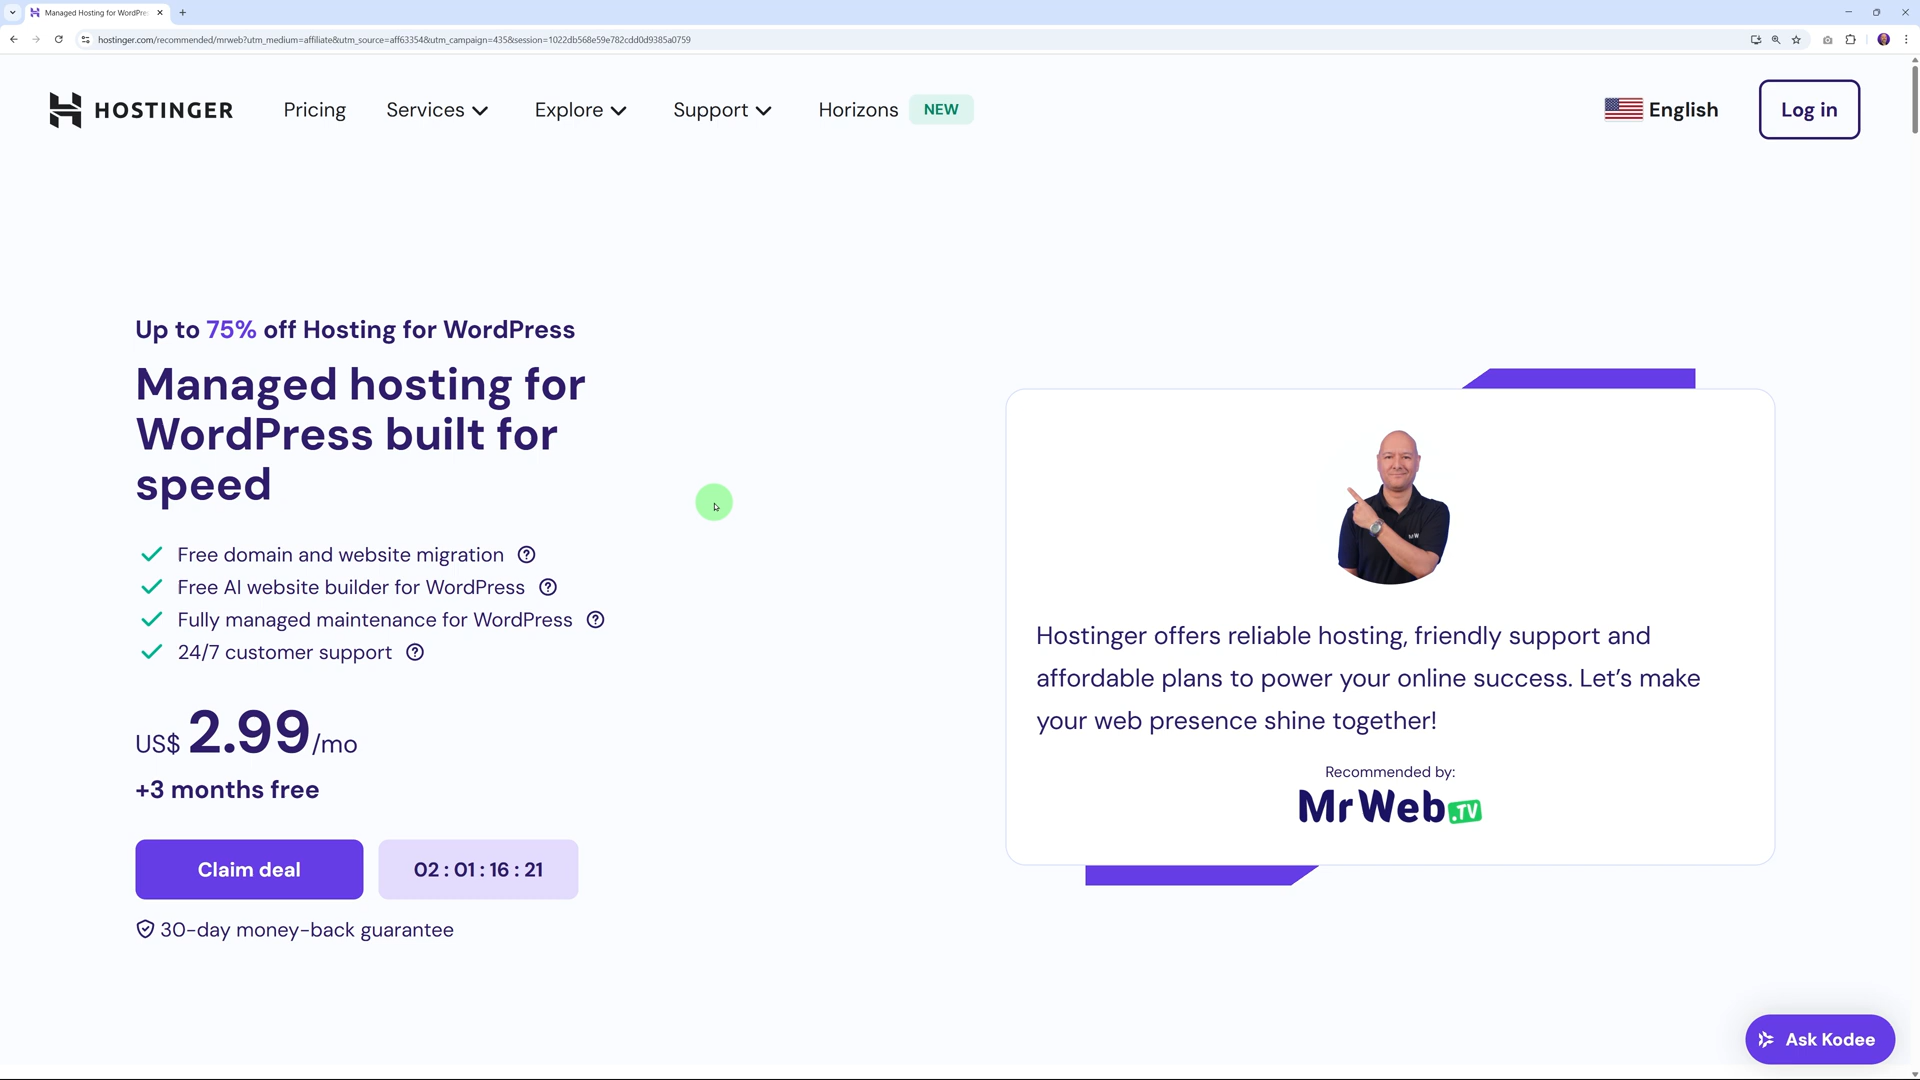 Managed Hosting for WordPre
hostinger.com/recommended/mrweb?utm_medium=affiliate&utm_source=aff63354&utm_campaign=435&session=1022db568e59e782cdd0d9385a0759
HOSTINGER Pricing Services Explore Support Horizons NEW English Log in
Up to 75% off Hosting for WordPress
Managed hosting for
WordPress built for
speed
Free domain and website migration
Free AI website builder for WordPress
Fully managed maintenance for WordPress
24/7 customer support
US$ 2.99/mo
+3 months free
Claim deal 02 : 01 : 16 : 21
30-day money-back guarantee
MW
Hostinger offers reliable hosting, friendly support and
affordable plans to power your online success. Let’s make
your web presence shine together!
Recommended by:
MrWeb.TV
Ask Kodee